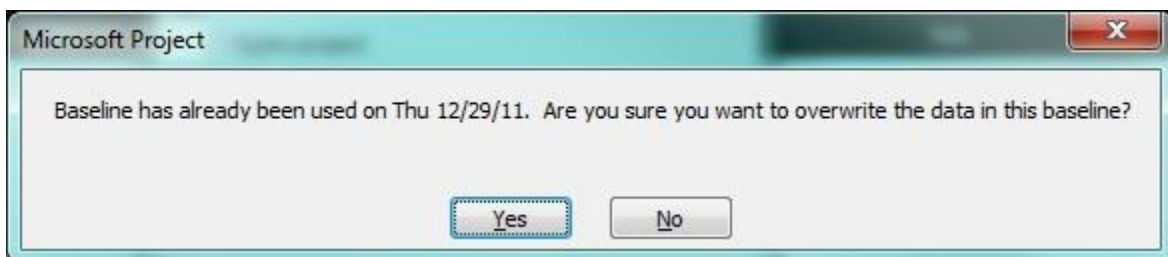 Microsoft Project
Baseline has already been used on Thu 12/29/11.  Are you sure you want to overwrite the data in this baseline?
Yes
No